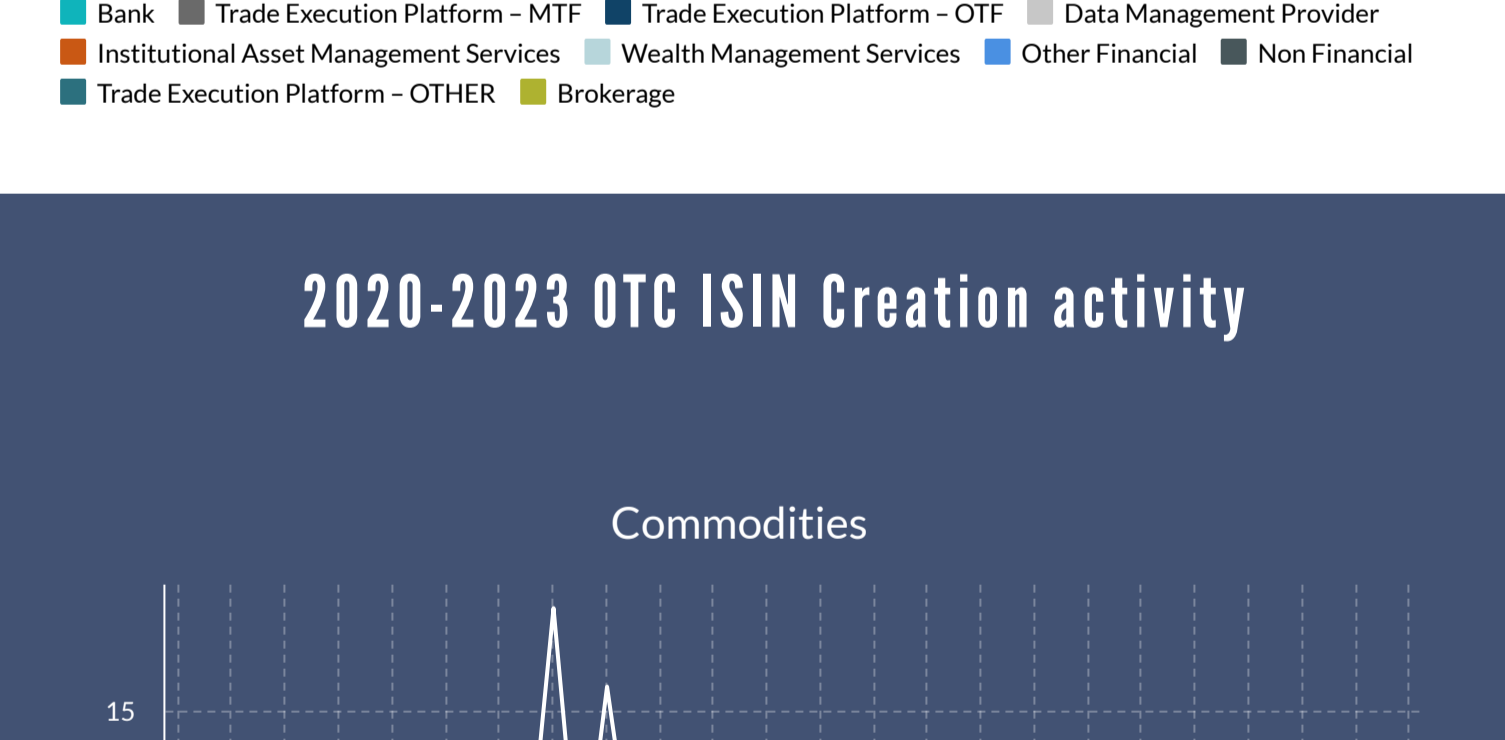 Bank Trade Execution Platform – MTF Trade Execution Platform – OTF Data Management Provider
Institutional Asset Management Services Wealth Management Services Other Financial Non Financial
Trade Execution Platform – OTHER Brokerage
2020-2023 OTC ISIN Creation activity
Commodities
15